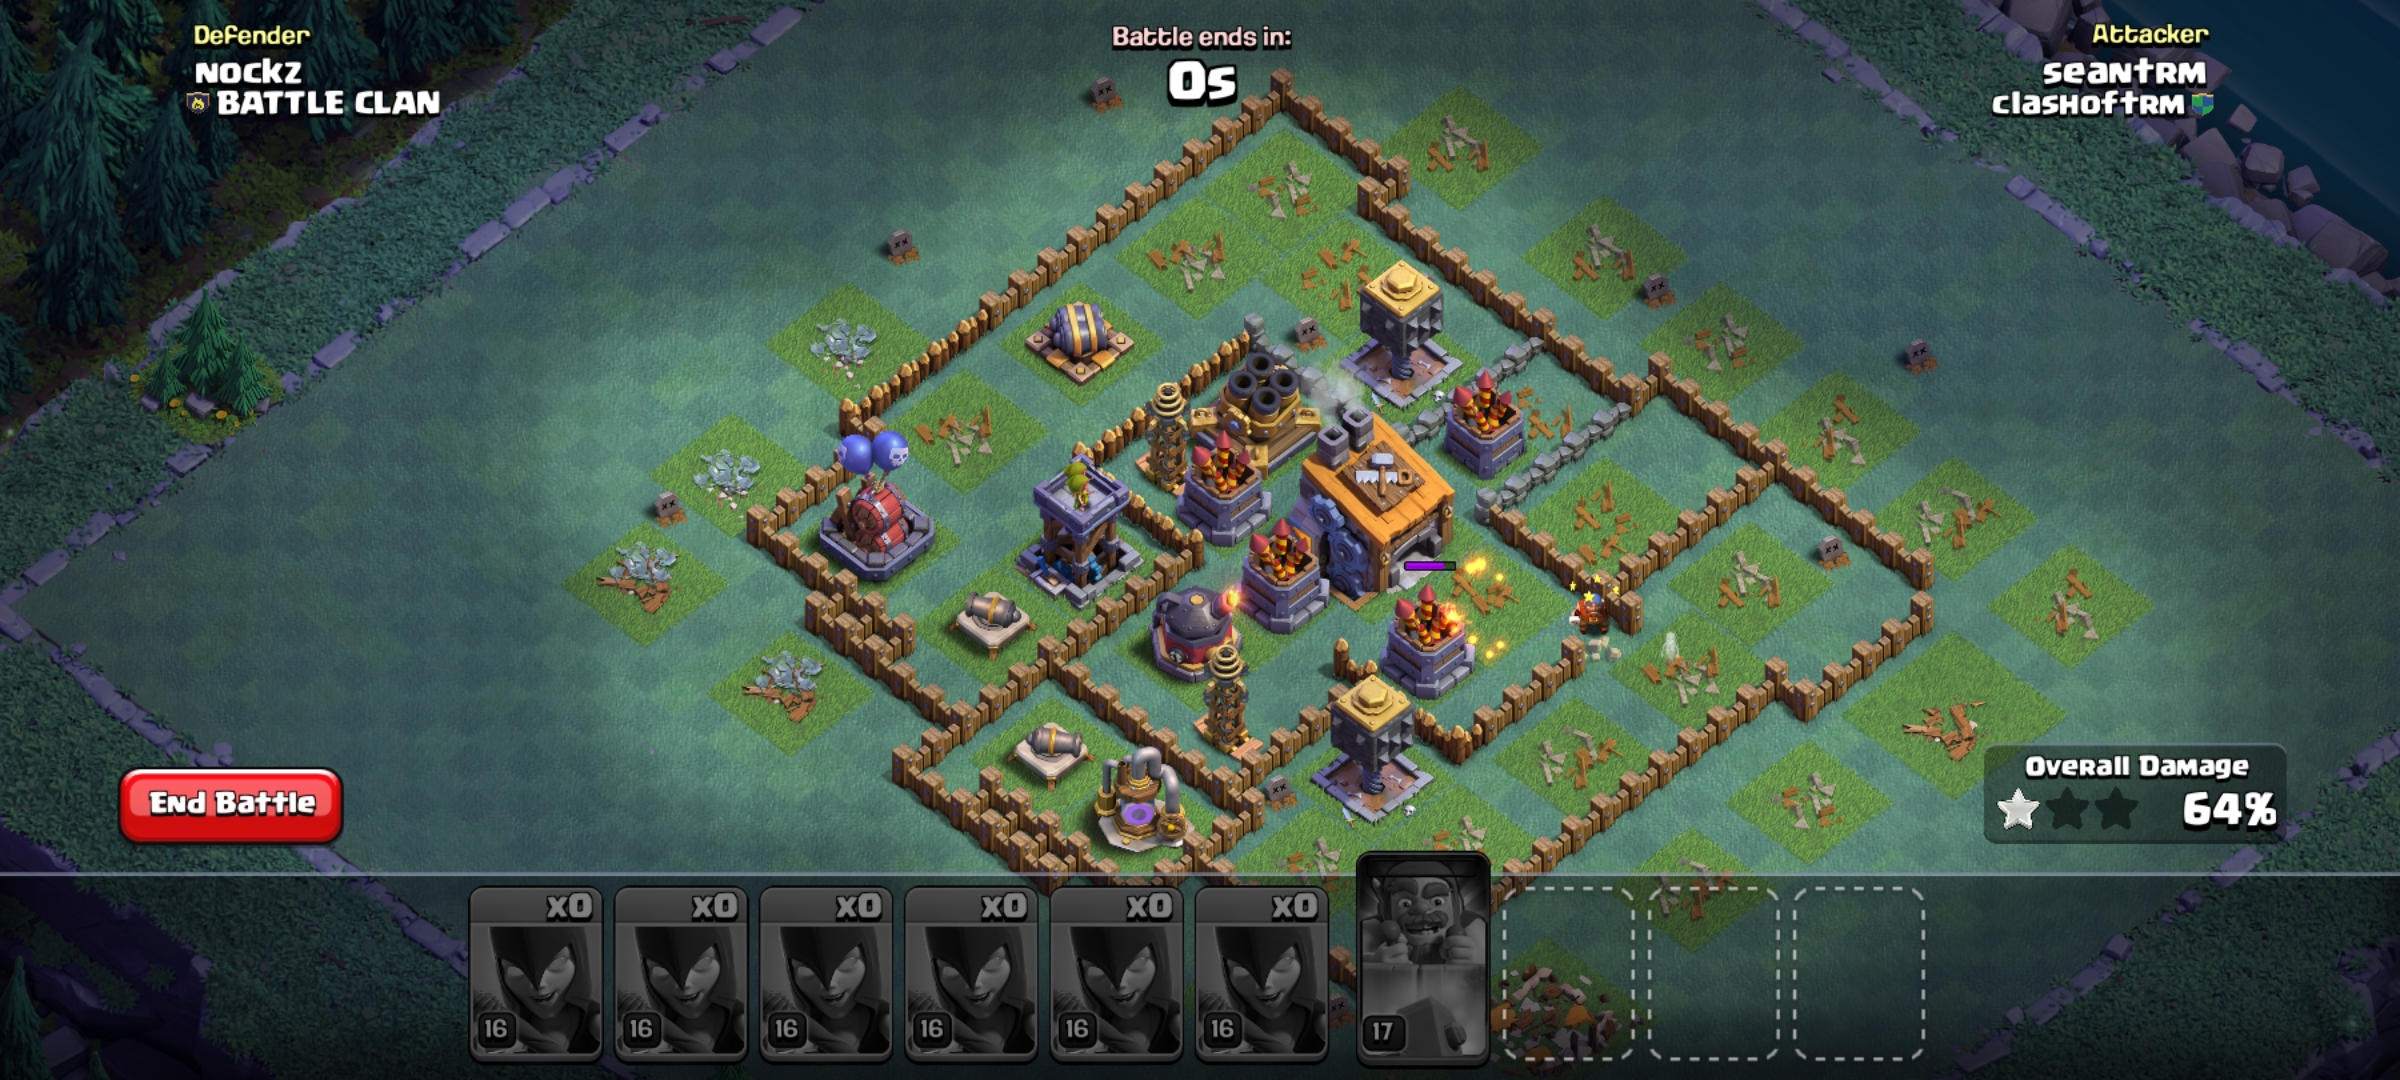 Defender
NOCKZ
BATTLE CLAN
Battle ends in:
0s
Attacker
seantRM
clashoftRM
End Battle
Overall Damage
64%
x0
x0
x0
x0
x0
x0
16
16
16
16
16
16
17